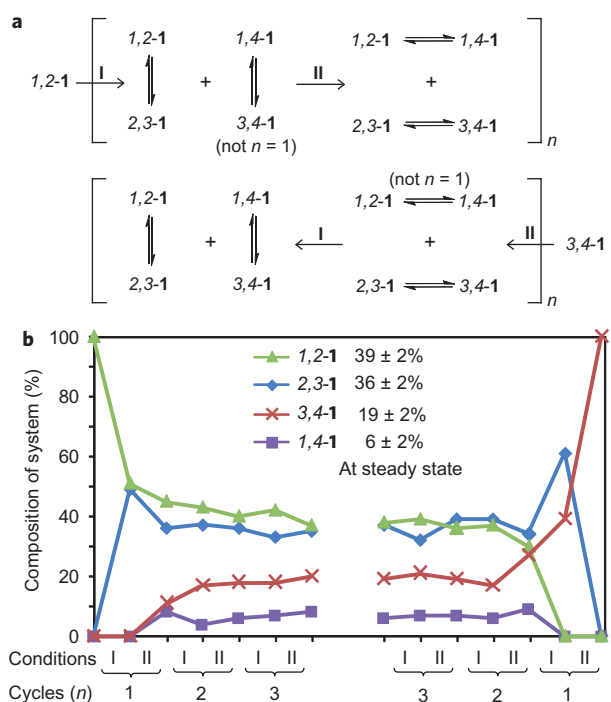 a
1,2-1 1,4-1 1,2-1 1,4-1
1,2-1 I + II +
2,3-1 3,4-1 2,3-1 3,4-1
(not n = 1) n
(not n = 1)
1,2-1 1,4-1 1,2-1 1,4-1
+ I + II 3,4-1
2,3-1 3,4-1 2,3-1 3,4-1
n
b
100
80
60
40
20
0
Composition of system (%)
1,2-1 39 ± 2%
2,3-1 36 ± 2%
3,4-1 19 ± 2%
1,4-1 6 ± 2%
At steady state
Conditions I II I II I II I II I II I II
Cycles (n) 1 2 3 3 2 1